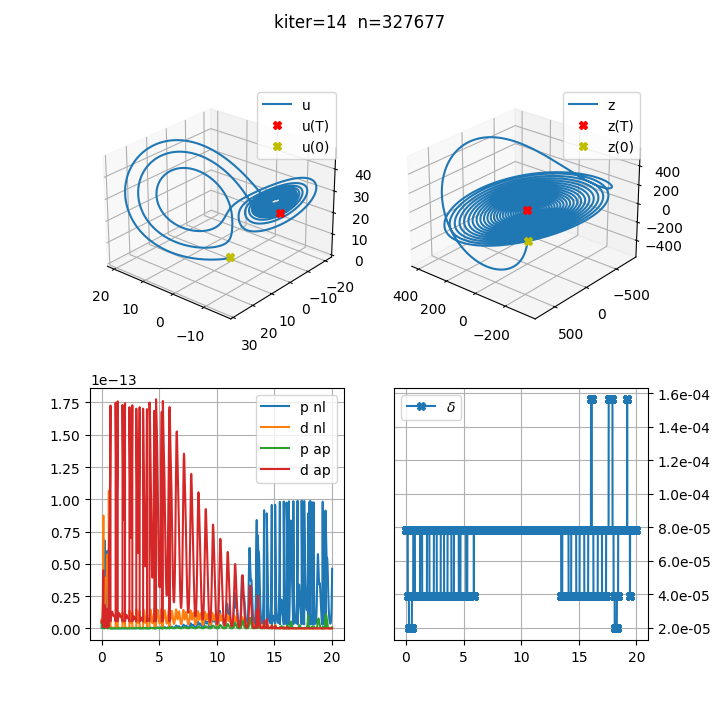 kiter=14 n=327677
u
u(T)
u(0)
z
z(T)
z(0)
40
30
20
10
0
20
10
0
−10
30
20
10
0
−10
−20
400
200
0
−200
−400
400
200
0
−200
500
0
−500
1e−13
1.75
1.50
1.25
1.00
0.75
0.50
0.25
0.00
0
5
10
15
20
p nl
d nl
p ap
d ap
δ
1.6e-04
1.4e-04
1.2e-04
1.0e-04
8.0e-05
6.0e-05
4.0e-05
2.0e-05
0
5
10
15
20